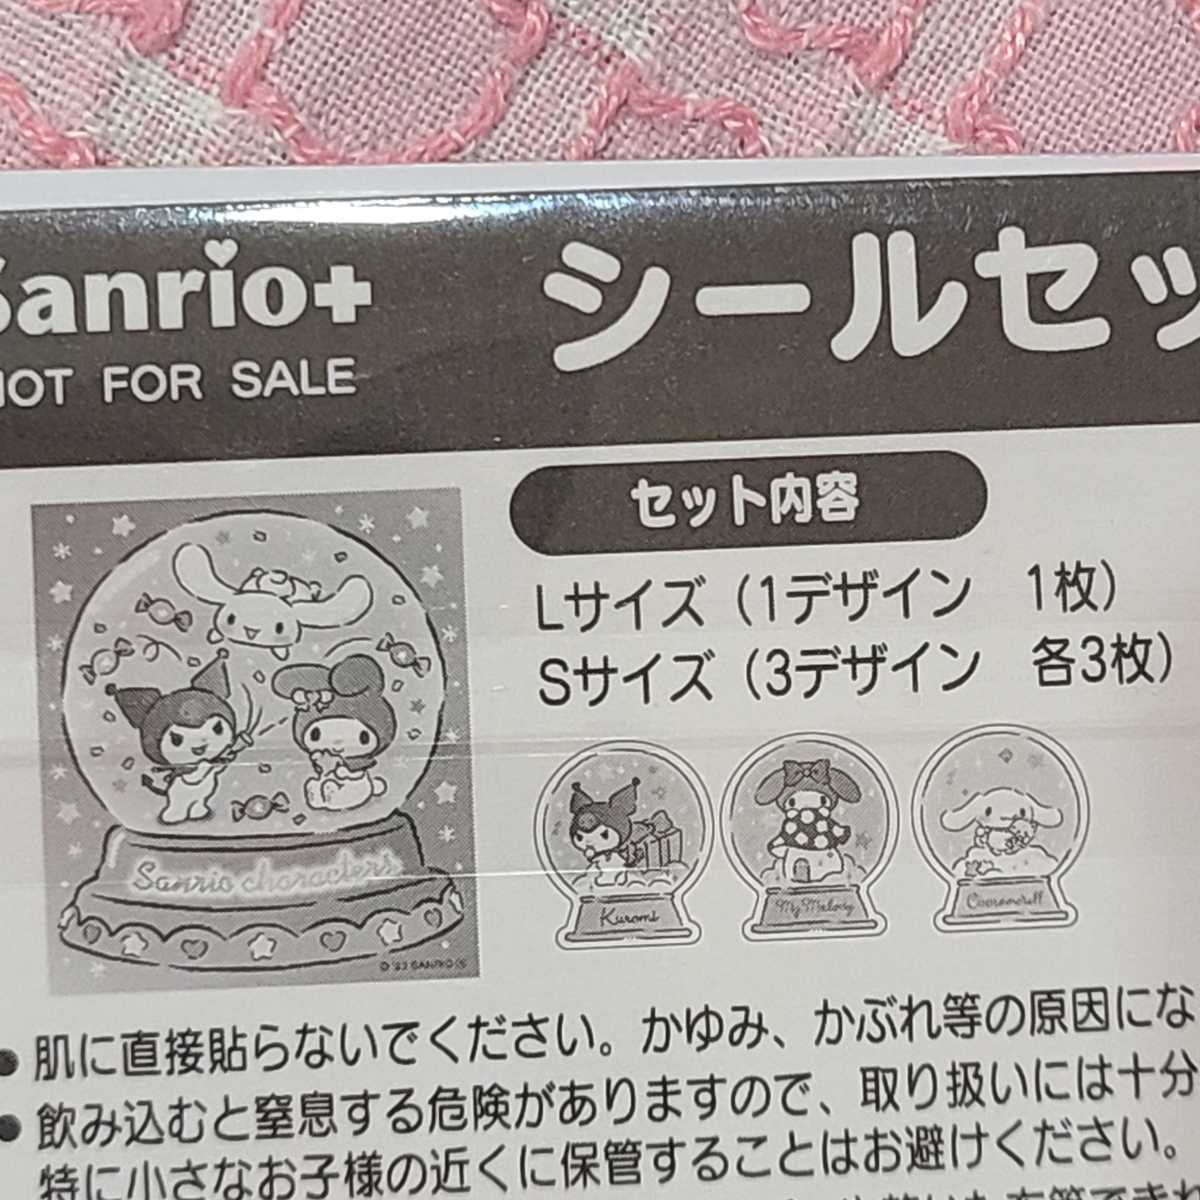 Sanrio+
NOT FOR SALE
シールセッ
セット内容
Lサイズ（1デザイン　1枚）
Sサイズ（3デザイン　各3枚）
Sanrio characters
Kuromi
My Melody
Cinnamoroll
● 肌に直接貼らないでください。かゆみ、かぶれ等の原因にな
● 飲み込むと窒息する危険がありますので、取り扱いには十分
特に小さなお子様の近くに保管することはお避けください。